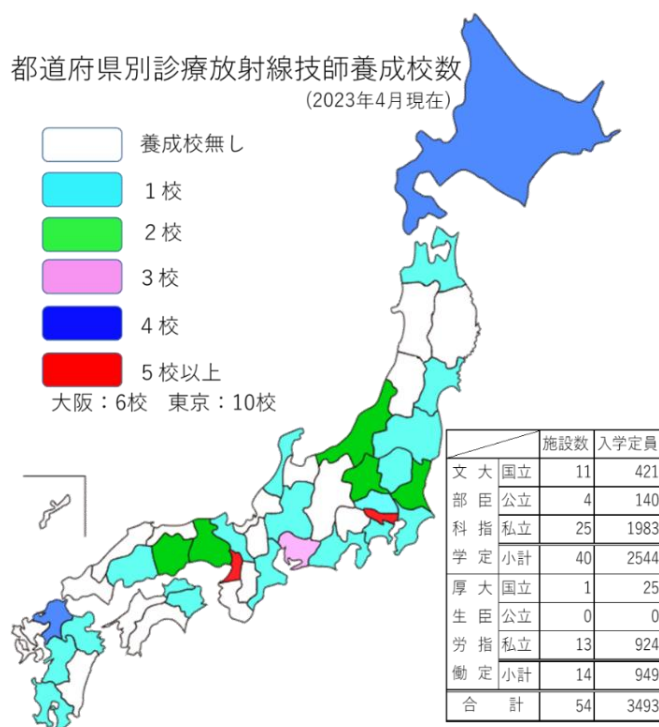 都道府県別診療放射線技師養成校数
(2023年4月現在)
養成校無し
1校
2校
3校
4校
5校以上
大阪：6校　東京：10校
施設数 入学定員
文 大 国立 11 421
部 臣 公立 4 140
科 指 私立 25 1983
学 定 小計 40 2544
厚 大 国立 1 25
生 臣 公立 0 0
労 指 私立 13 924
働 定 小計 14 949
合　計 54 3493